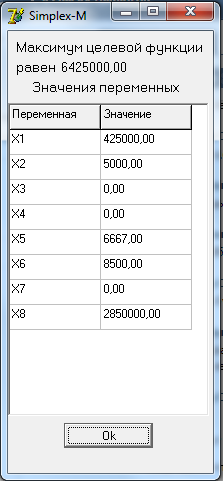 Simplex-M
Максимум целевой функции
равен 6425000,00
Значения переменных
Переменная Значение
X1 425000,00
X2 5000,00
X3 0,00
X4 0,00
X5 6667,00
X6 8500,00
X7 0,00
X8 2850000,00
Ok